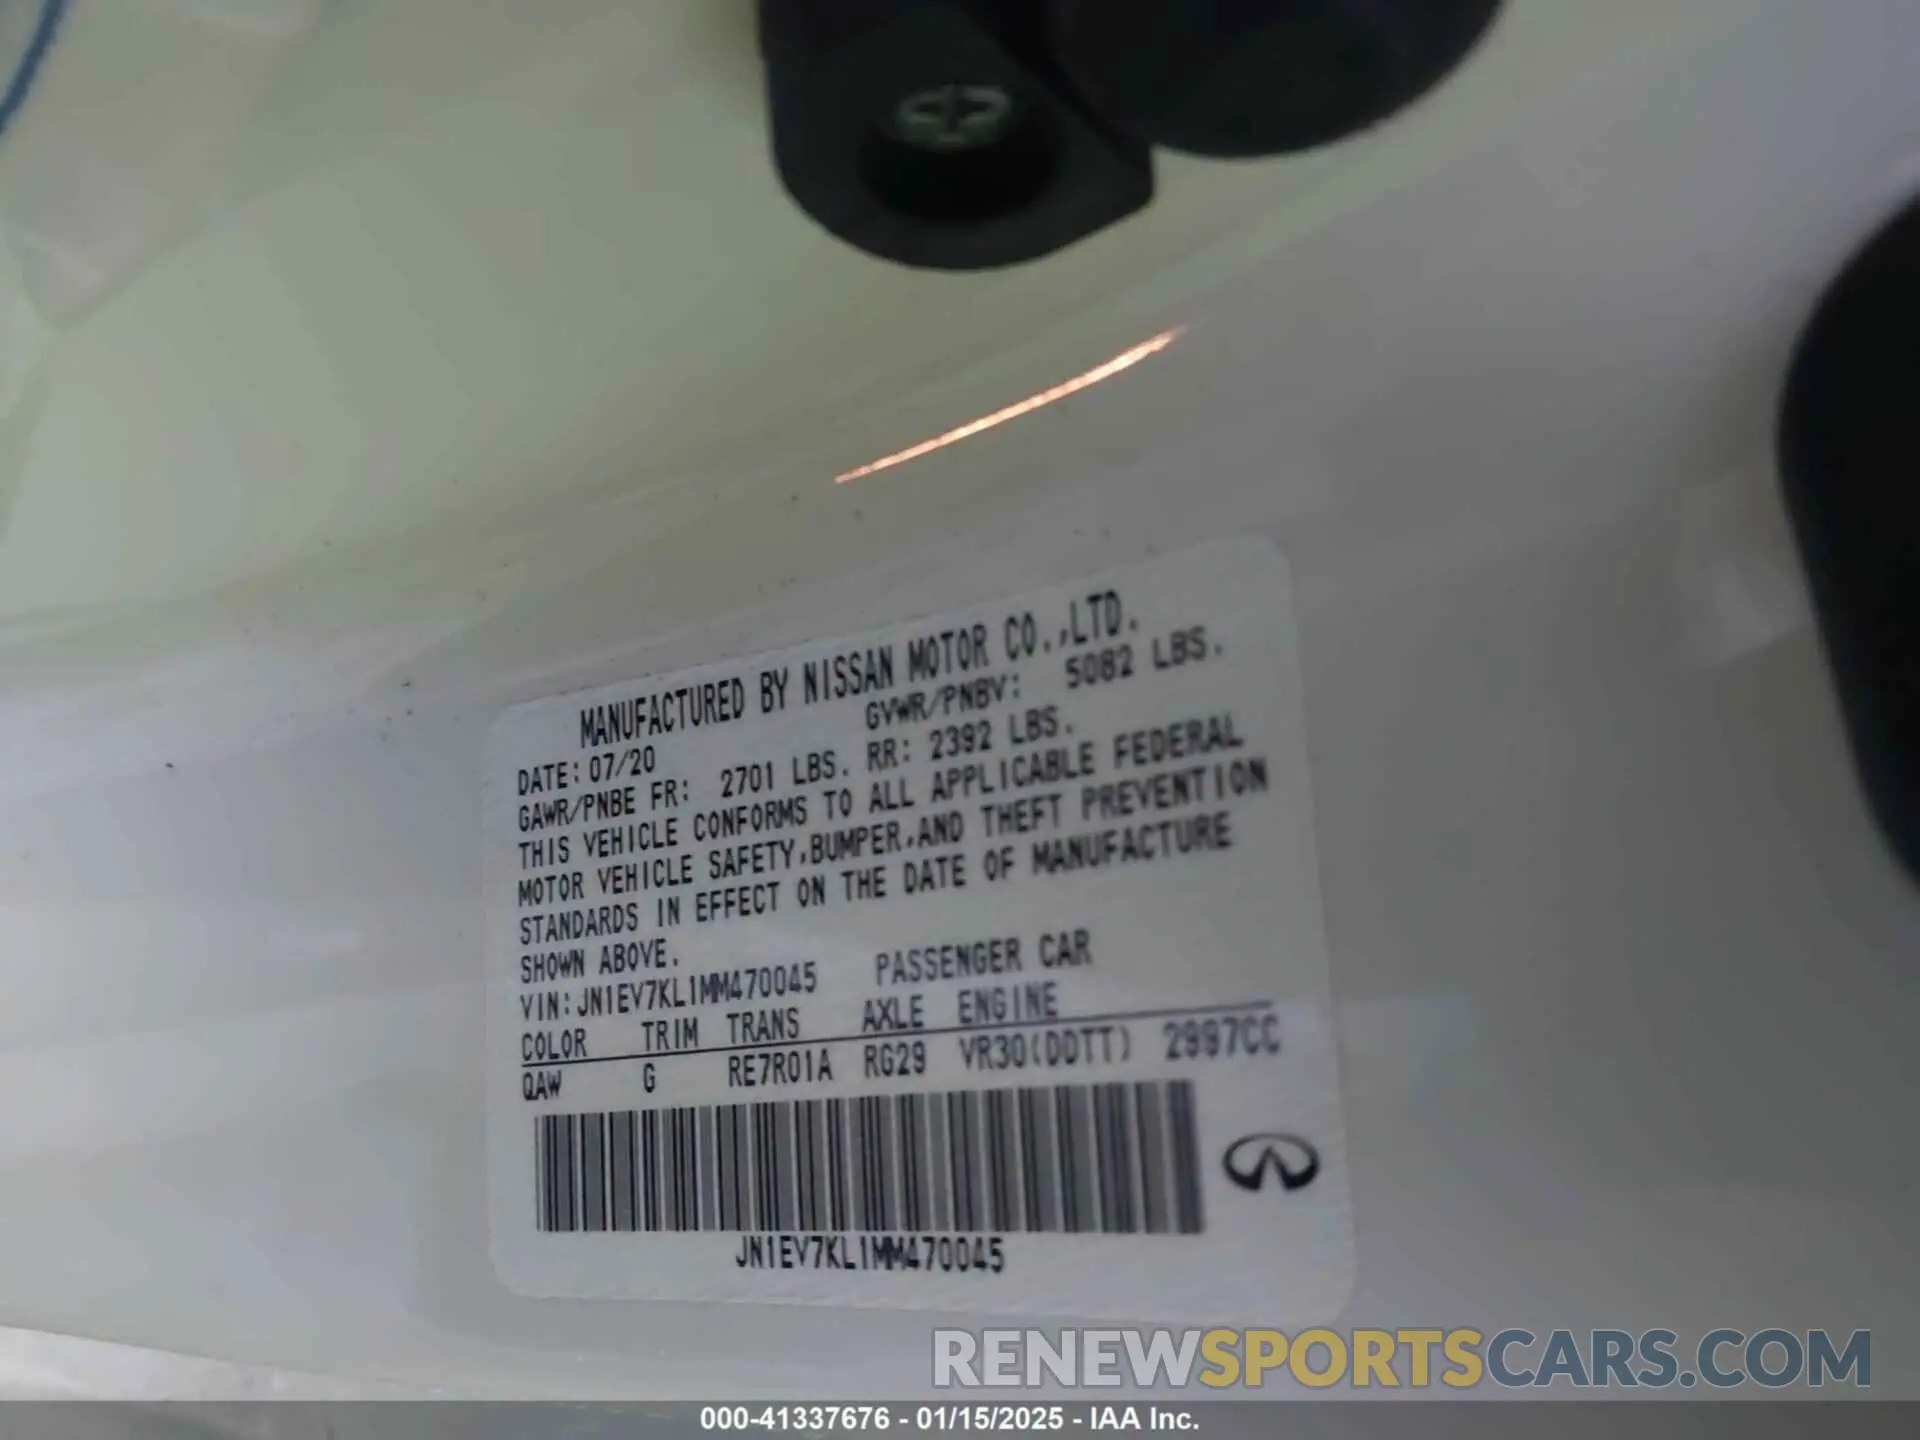 MANUFACTURED BY NISSAN MOTOR CO.,LTD.
DATE:07/20 GVWR/PNBV: 5082 LBS.
GAWR/PNBE FR: 2701 LBS. RR: 2392 LBS.
THIS VEHICLE CONFORMS TO ALL APPLICABLE FEDERAL
MOTOR VEHICLE SAFETY,BUMPER,AND THEFT PREVENTION
STANDARDS IN EFFECT ON THE DATE OF MANUFACTURE
SHOWN ABOVE.
VIN:JN1EV7KL1MM470045 PASSENGER CAR
COLOR TRIM TRANS AXLE ENGINE
QAW G RE7R01A RG29 VR30(DDTT) 2997CC
JN1EV7KL1MM470045
RENEWSPORTSCARS.COM
000-41337676 - 01/15/2025 - IAA Inc.